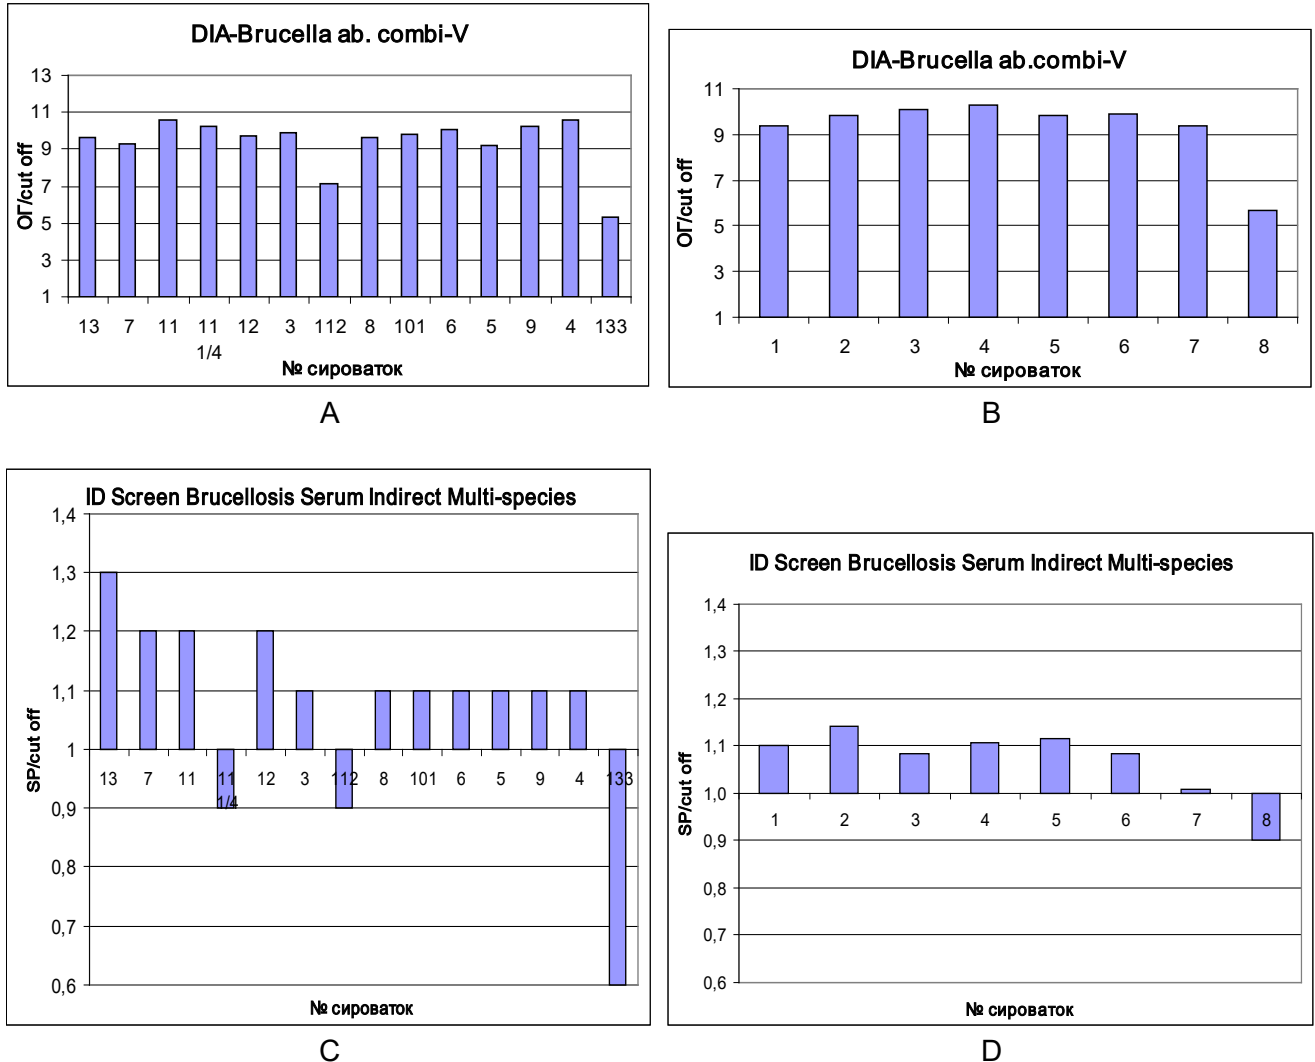 DIA-Brucella ab. combi-V
13
11
9
7
5
3
1
ОГ/cut off
13 7 11 11 12 3 112 8 101 6 5 9 4 133
1/4
№ сироваток
A
DIA-Brucella ab.combi-V
11
9
7
5
3
1
ОГ/cut off
1 2 3 4 5 6 7 8
№ сироваток
B
ID Screen Brucellosis Serum Indirect Multi-species
1,4
1,3
1,2
1,1
1
0,9
0,8
0,7
0,6
SP/cut off
13 7 11 11 12 3 112 8 101 6 5 9 4 133
1/4
№ сироваток
C
ID Screen Brucellosis Serum Indirect Multi-species
1,4
1,3
1,2
1,1
1,0
0,9
0,8
0,7
0,6
SP/cut off
1 2 3 4 5 6 7 8
№ сироваток
D